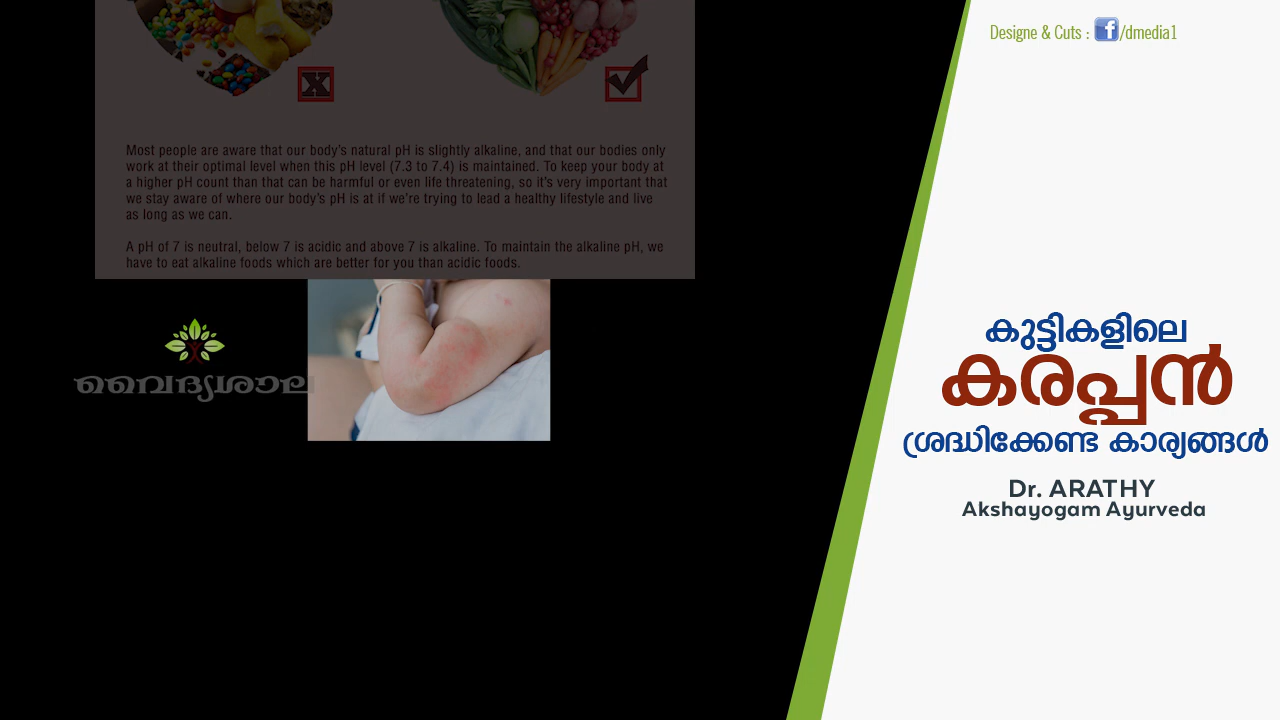 Designe & Cuts : f/dmedia1
X
Most people are aware that our body's natural pH is slightly alkaline, and that our bodies only
work at their optimal level when this pH level (7.3 to 7.4) is maintained. To keep your body at
a higher pH count than that can be harmful or even life threatening, so it's very important that
we stay aware of where our body's pH is at if we're trying to lead a healthy lifestyle and live
as long as we can.
A pH of 7 is neutral, below 7 is acidic and above 7 is alkaline. To maintain the alkaline pH, we
have to eat alkaline foods which are better for you than acidic foods.
വൈദ്യശാല
കുട്ടികളിലെ
കരപ്പൻ
ശ്രദ്ധിക്കേണ്ട കാര്യങ്ങൾ
Dr. ARATHY
Akshayogam Ayurveda